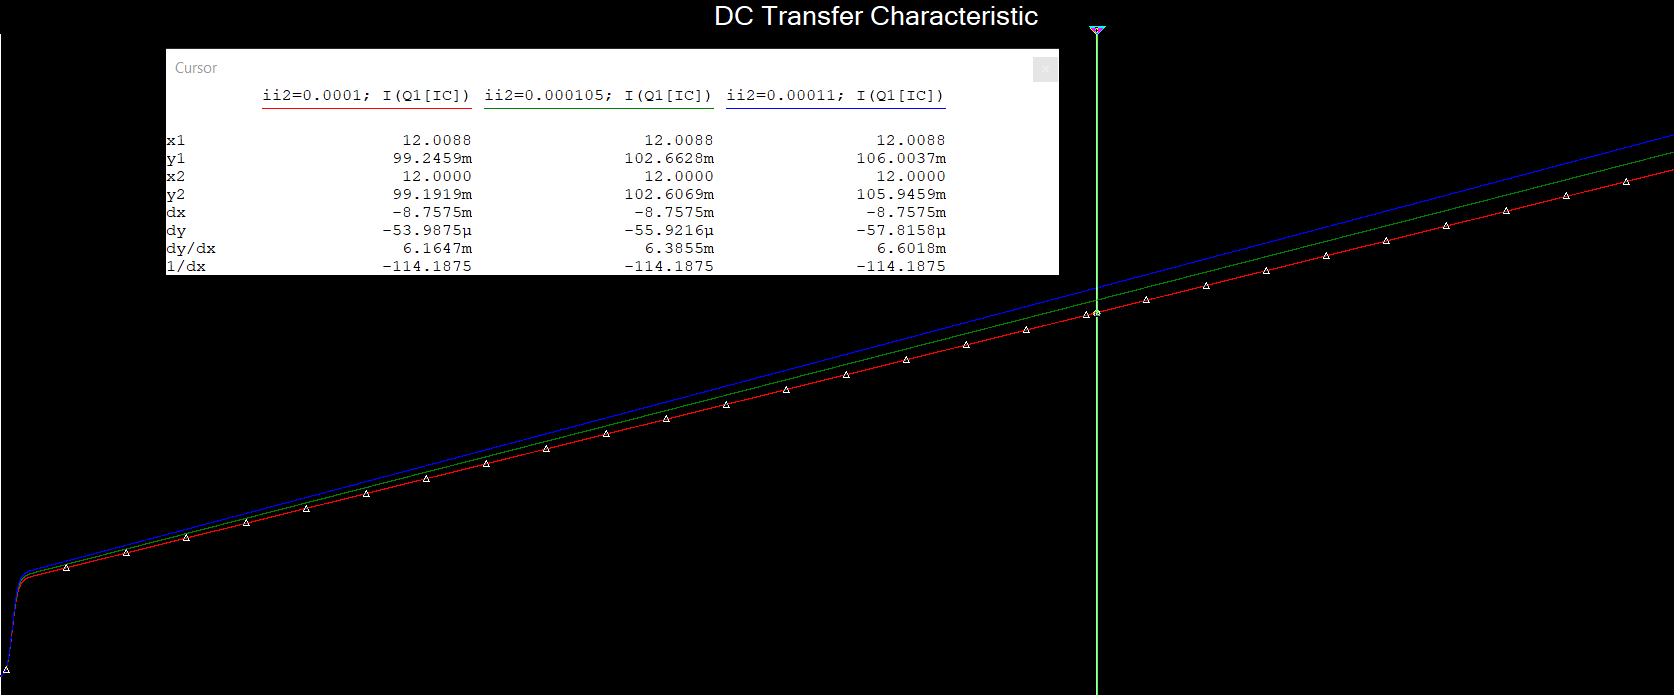 DC Transfer Characteristic
Cursor
ii2=0.0001; I(Q1[IC]) ii2=0.000105; I(Q1[IC]) ii2=0.00011; I(Q1[IC])
x1 12.0088 12.0088 12.0088
y1 99.2459m 102.6628m 106.0037m
x2 12.0000 12.0000 12.0000
y2 99.1919m 102.6069m 105.9459m
dx -8.7575m -8.7575m -8.7575m
dy -53.9875µ -55.9216µ -57.8158µ
dy/dx 6.1647m 6.3855m 6.6018m
1/dx -114.1875 -114.1875 -114.1875